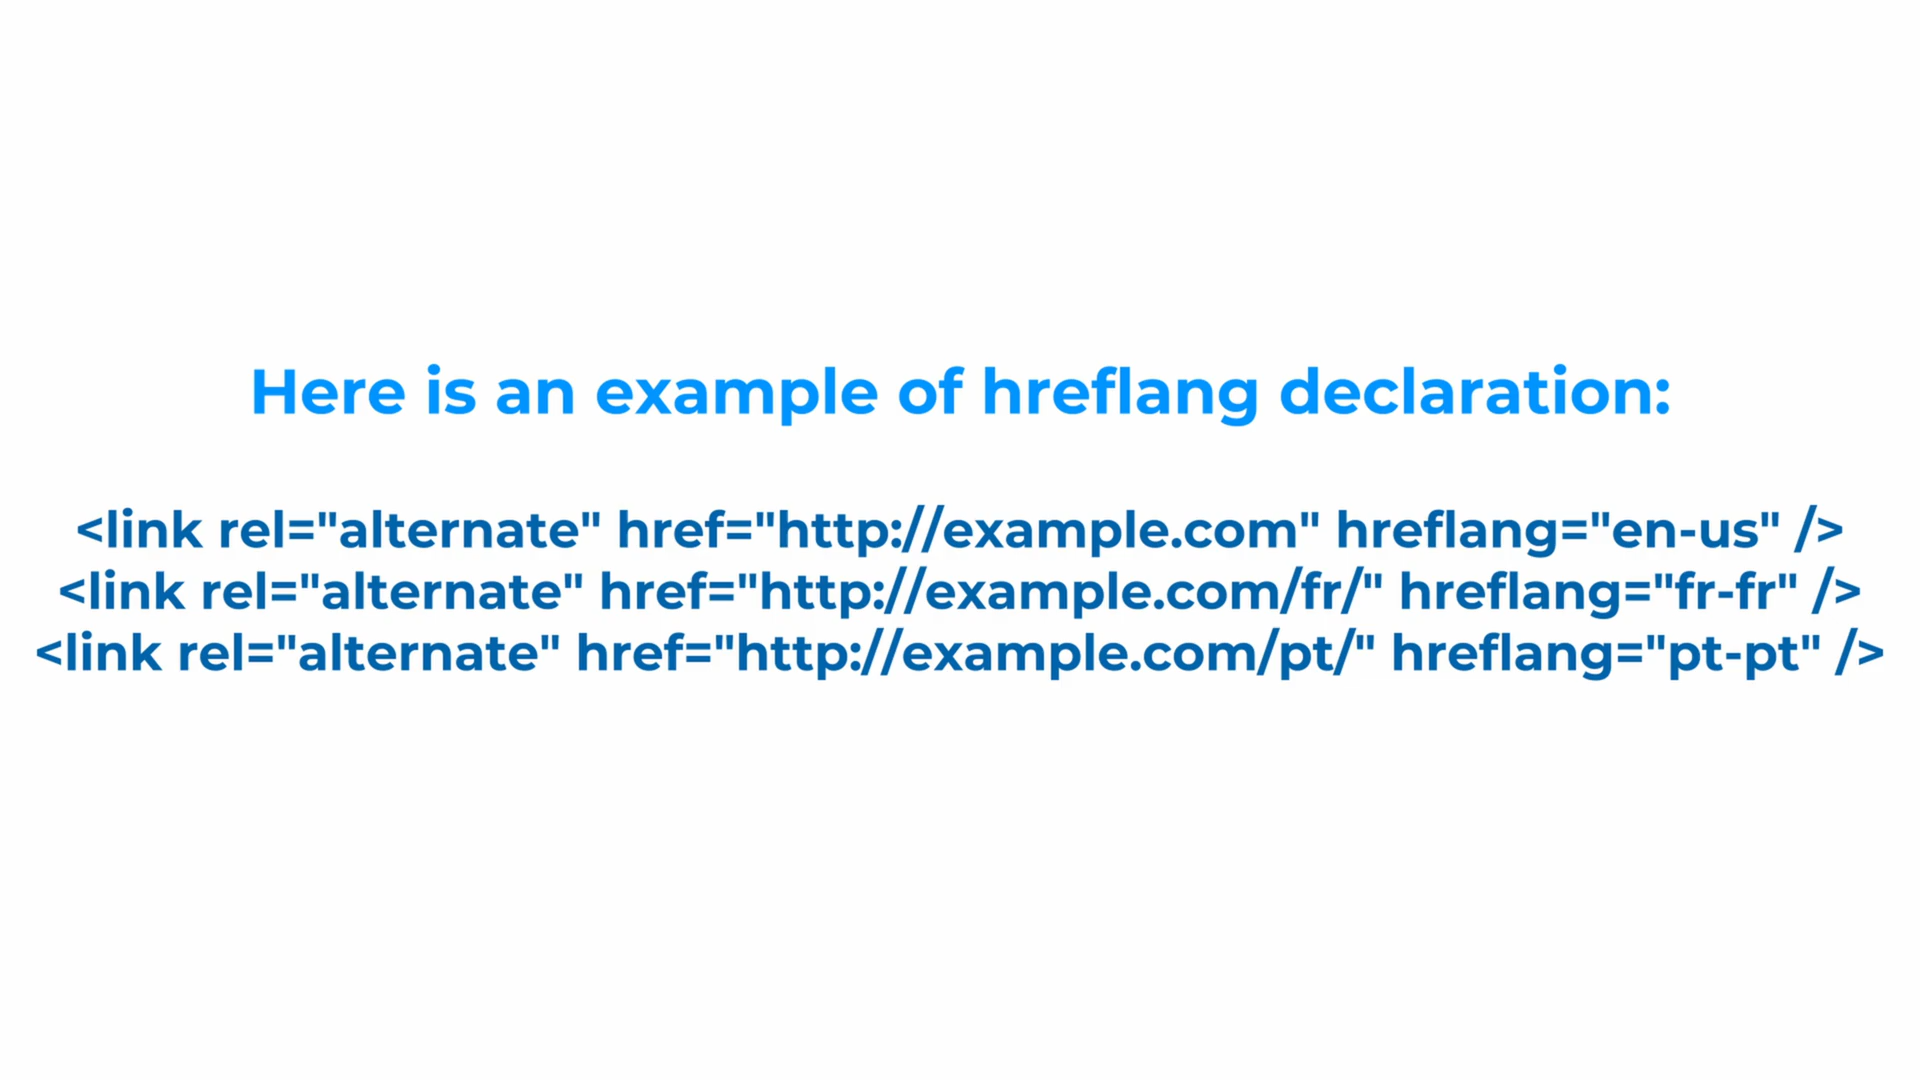 Here is an example of hreflang declaration:
<link rel="alternate" href="http://example.com" hreflang="en-us" />
<link rel="alternate" href="http://example.com/fr/" hreflang="fr-fr" />
<link rel="alternate" href="http://example.com/pt/" hreflang="pt-pt" />